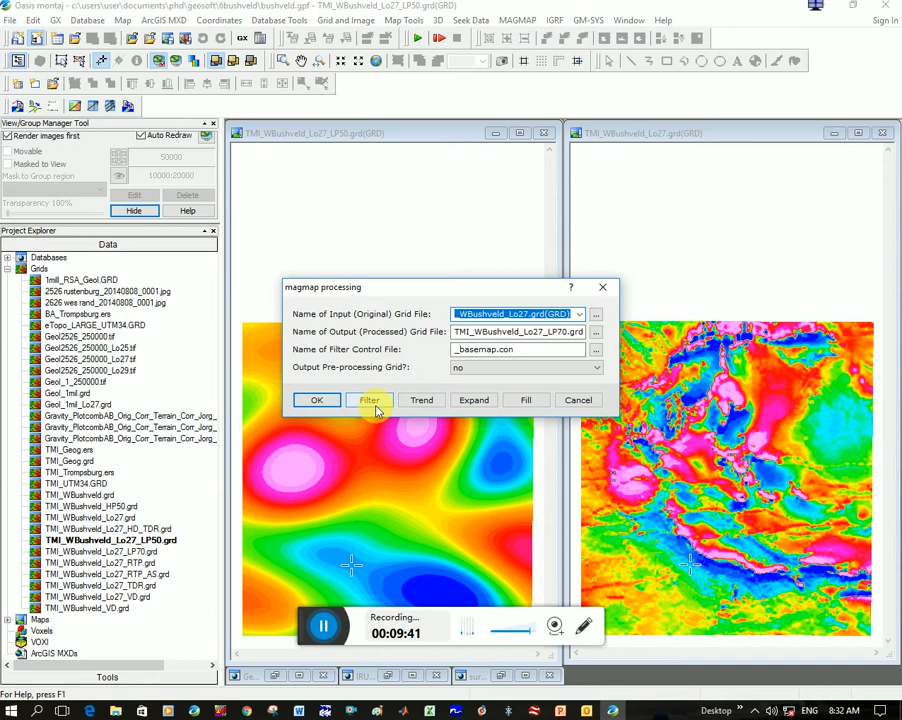 Oasis montaj - c:\users\user\documents\phd\geosoft\6bushveld\bushveld.gpf - TMI_WBushveld_Lo27_LP50.grd(GRD)
File Edit GX Database Map ArcGIS MXD Coordinates Database Tools Grid and Image Map Tools 3D Seek Data MAGMAP IGRF GM-SYS Window Help Sign In
GX
View/Group Manager Tool
Render images first Auto Redraw
Movable
Masked to View
50000
Mask to Group region
10000:20000
Transparency 100%
Edit Delete
Hide Help
Project Explorer
Data
Databases
Grids
1mill_RSA_Geol.GRD
2526 rustenburg_20140808_0001.jpg
2626 wes rand_20140808_0001.jpg
BA_Trompsberg.ers
eTopo_LARGE_UTM34.GRD
Geol2526_250000.tif
Geol2526_250000_Lo25.tif
Geol2526_250000_Lo27.tif
Geol2526_250000_Lo29.tif
Geol_1_250000.tif
Geol_1mil.grd
Geol_1mil_Lo27.grd
Gravity_PlotcombAB_Orig_Corr_Terrain_Corr_Jorg_
Gravity_PlotcombAB_Orig_Corr_Terrain_Corr_Jorg_
Gravity_PlotcombAB_Orig_Corr_Terrain_Corr_Jorg_
TMI_Geog.ers
TMI_Geog.grd
TMI_Trompsburg.ers
TMI_UTM34.GRD
TMI_WBushveld.grd
TMI_WBushveld_HP50.grd
TMI_WBushveld_Lo27.grd
TMI_WBushveld_Lo27_HD_TDR.grd
TMI_WBushveld_Lo27_LP50.grd
TMI_WBushveld_Lo27_LP70.grd
TMI_WBushveld_Lo27_RTP.grd
TMI_WBushveld_Lo27_RTP_AS.grd
TMI_WBushveld_Lo27_TDR.grd
TMI_WBushveld_Lo27_VD.grd
TMI_WBushveld_VD.grd
Maps
Voxels
VOXI
ArcGIS MXDs
Tools
For Help, press F1
TMI_WBushveld_Lo27_LP50.grd(GRD)
TMI_WBushveld_Lo27.grd(GRD)
magmap processing
Name of Input (Original) Grid File: _WBushveld_Lo27.grd(GRD)
Name of Output (Processed) Grid File: TMI_WBushveld_Lo27_LP70.grd
Name of Filter Control File: _basemap.con
Output Pre-processing Grid?: no
OK Filter Trend Expand Fill Cancel
Recording...
00:09:41
Ge... IRU... sur...
Desktop ENG 8:32 AM